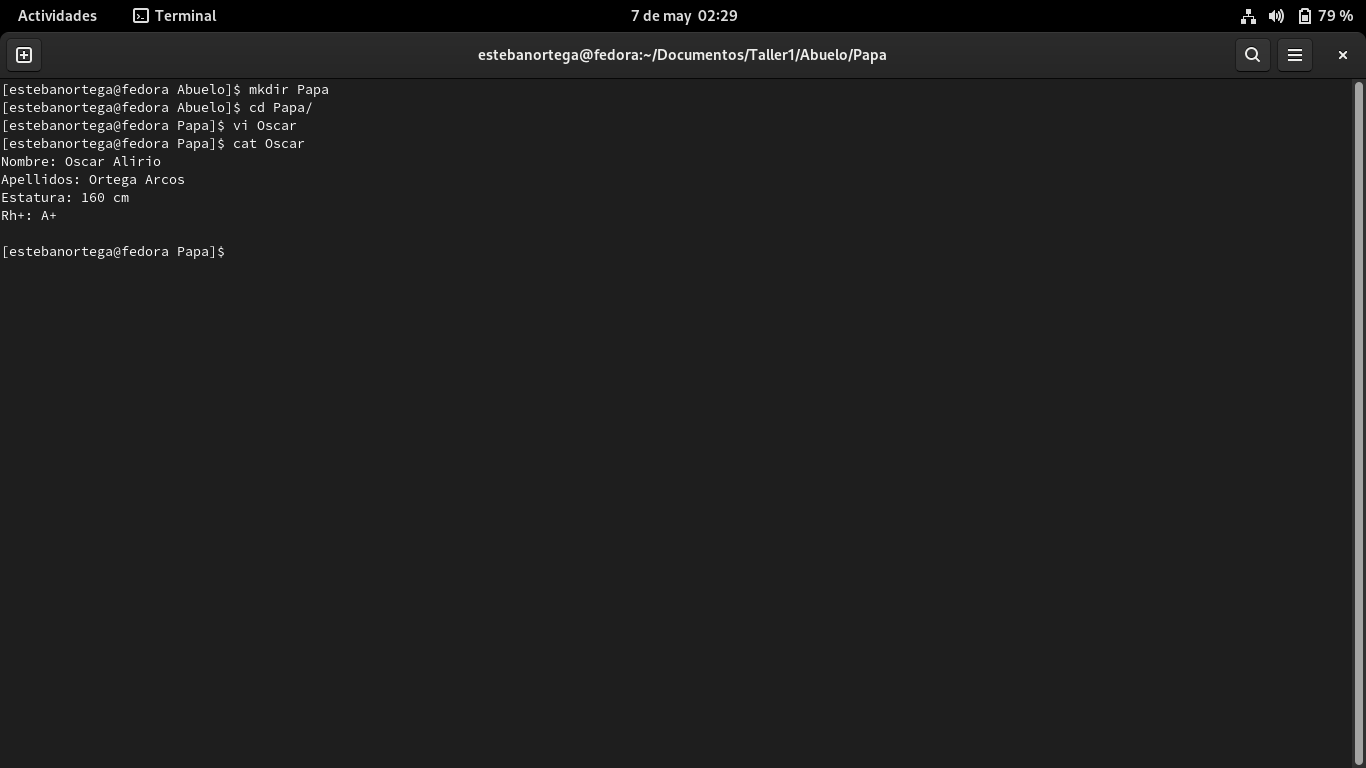 Actividades Terminal 7 de may 02:29 79 %
estebanortega@fedora:~/Documentos/Taller1/Abuelo/Papa
[estebanortega@fedora Abuelo]$ mkdir Papa
[estebanortega@fedora Abuelo]$ cd Papa/
[estebanortega@fedora Papa]$ vi Oscar
[estebanortega@fedora Papa]$ cat Oscar
Nombre: Oscar Alirio
Apellidos: Ortega Arcos
Estatura: 160 cm
Rh+: A+
[estebanortega@fedora Papa]$